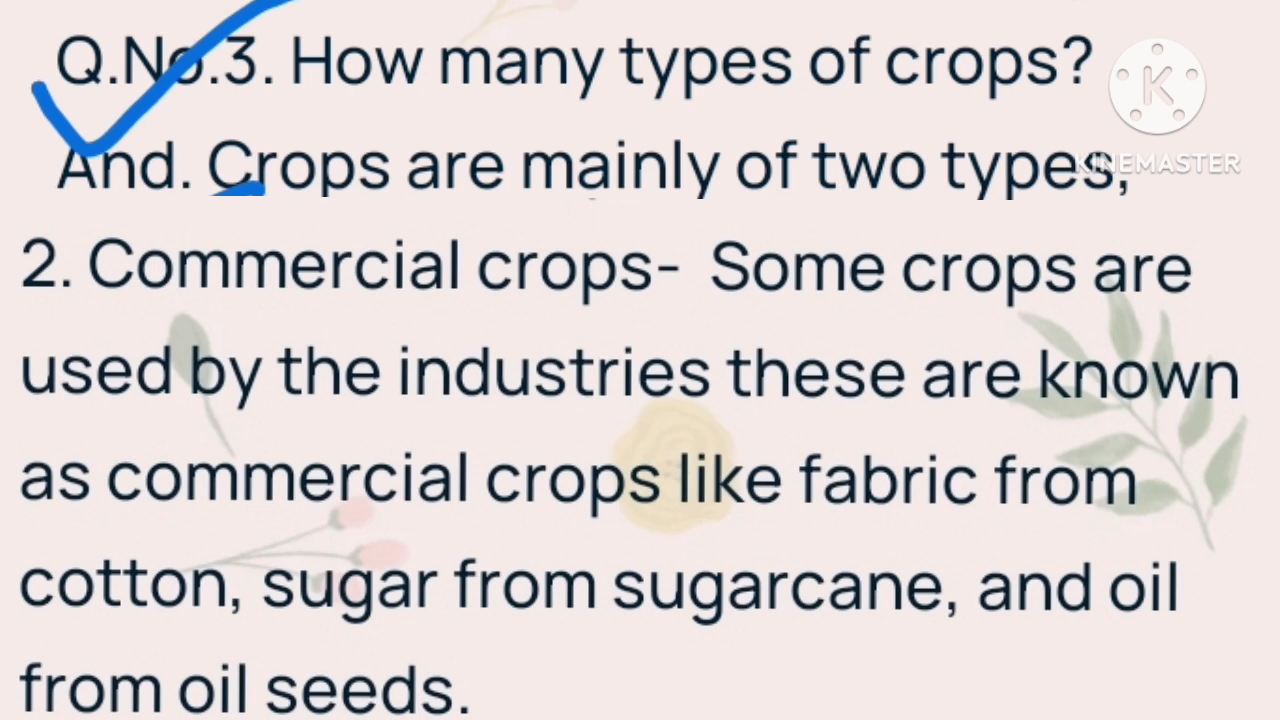 Q.No.3. How many types of crops?
And. Crops are mainly of two types,
KINEMASTER
2. Commercial crops- Some crops are
used by the industries these are known
as commercial crops like fabric from
cotton, sugar from sugarcane, and oil
from oil seeds.